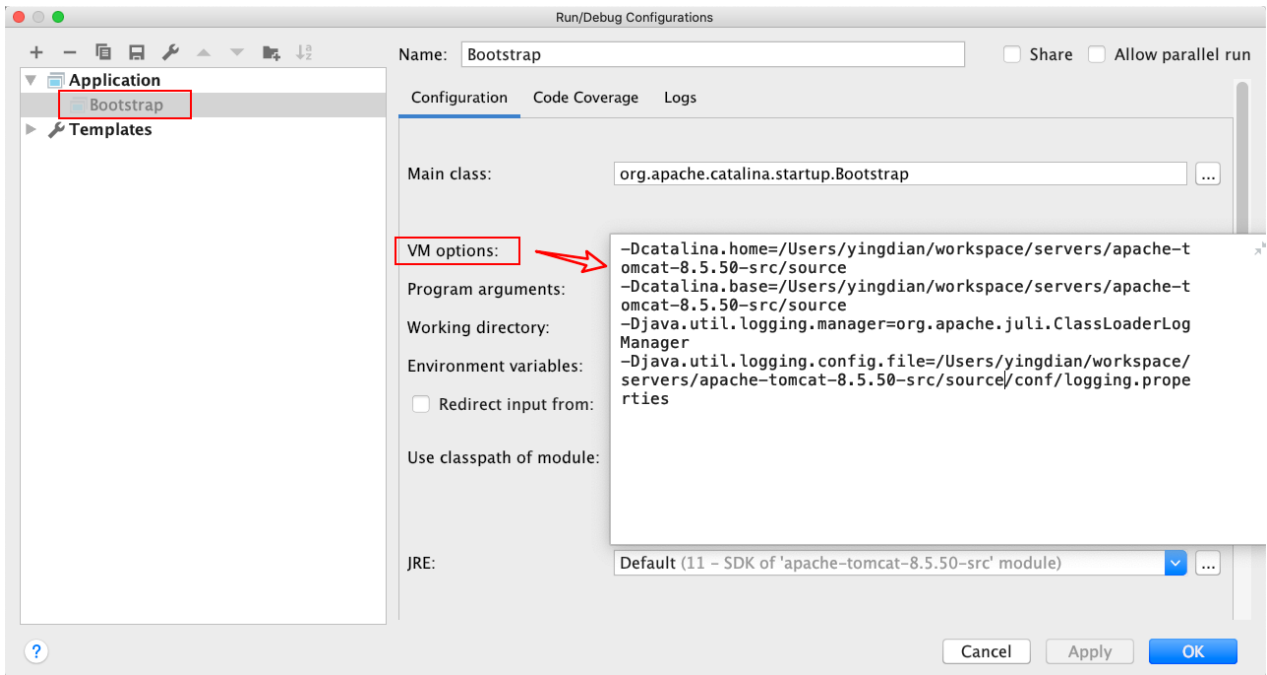 Run/Debug Configurations
Name: Bootstrap
Share
Allow parallel run
Application
Bootstrap
Templates
Configuration
Code Coverage
Logs
Main class:
org.apache.catalina.startup.Bootstrap
...
VM options:
-Dcatalina.home=/Users/yingdian/workspace/servers/apache-t
omcat-8.5.50-src/source
-Dcatalina.base=/Users/yingdian/workspace/servers/apache-t
omcat-8.5.50-src/source
-Djava.util.logging.manager=org.apache.juli.ClassLoaderLog
Manager
-Djava.util.logging.config.file=/Users/yingdian/workspace/
servers/apache-tomcat-8.5.50-src/source/conf/logging.prope
rties
Program arguments:
Working directory:
Environment variables:
Redirect input from:
Use classpath of module:
JRE:
Default (11 – SDK of 'apache-tomcat-8.5.50-src' module)
...
?
Cancel
Apply
OK